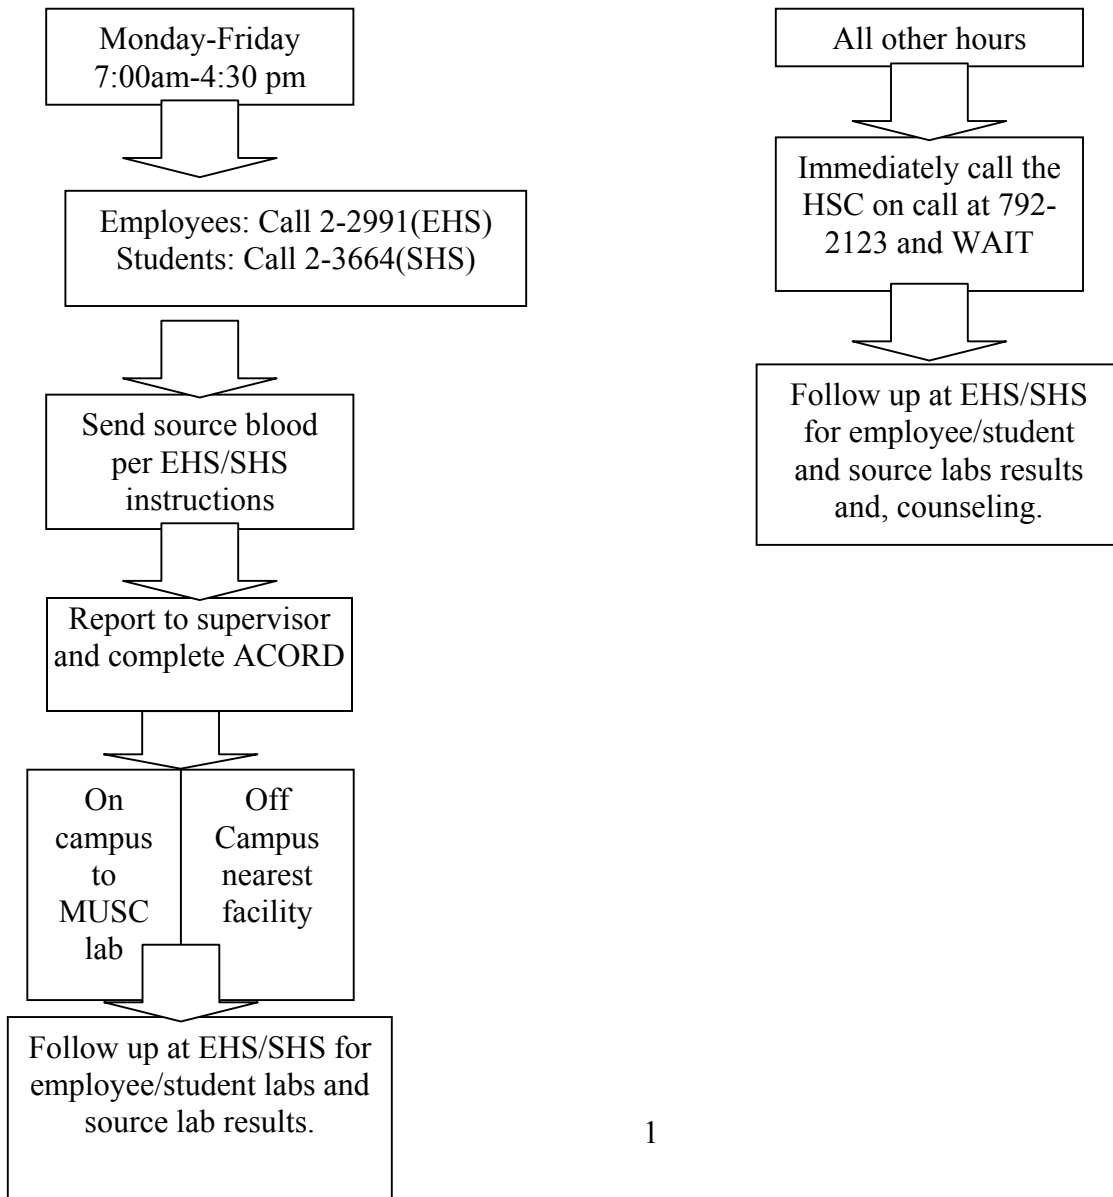 Monday-Friday
7:00am-4:30 pm
Employees: Call 2-2991(EHS)
Students: Call 2-3664(SHS)
Send source blood
per EHS/SHS
instructions
Report to supervisor
and complete ACORD
On
campus
to
MUSC
lab
Off
Campus
nearest
facility
Follow up at EHS/SHS for
employee/student labs and
source lab results.
All other hours
Immediately call the
HSC on call at 792-
2123 and WAIT
Follow up at EHS/SHS
for employee/student
and source labs results
and, counseling.
1